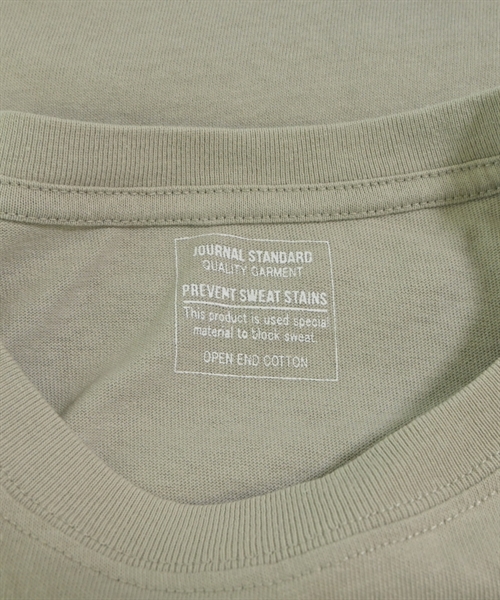 JOURNAL STANDARD
QUALITY GARMENT
PREVENT SWEAT STAINS
This product is used special
material to block sweat.
OPEN END COTTON